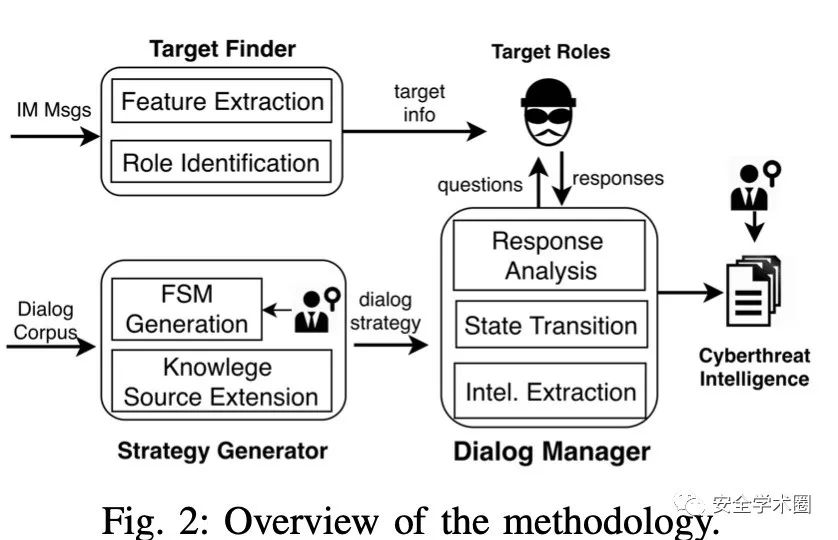 Target Finder
Target Roles
IM Msgs
Feature Extraction
Role Identification
target
info
questions
responses
Dialog
Corpus
FSM
Generation
Knowlege
Source Extension
Strategy Generator
dialog
strategy
Response
Analysis
State Transition
Intel. Extraction
Dialog Manager
Cyberthreat
Intelligence
安全学术圈
Fig. 2: Overview of the methodology.